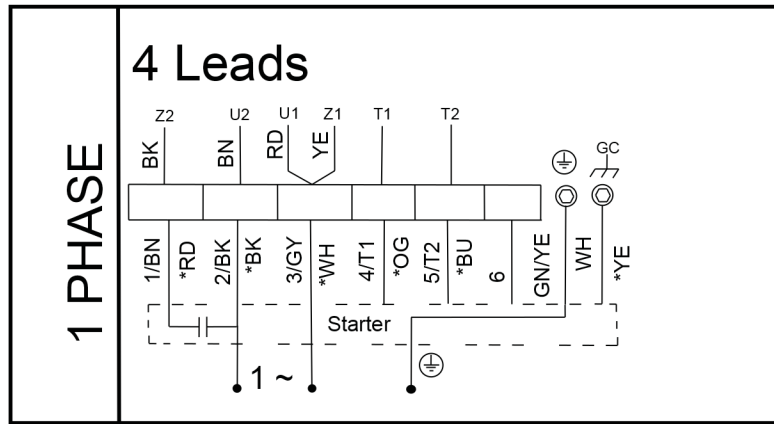 1 PHASE
4 Leads
Z2 U2 U1 Z1 T1 T2 GC
BK BN RD YE
1/BN *RD 2/BK *BK 3/GY *WH 4/T1 *OG 5/T2 *BU 6 GN/YE WH *YE
Starter
1 ~